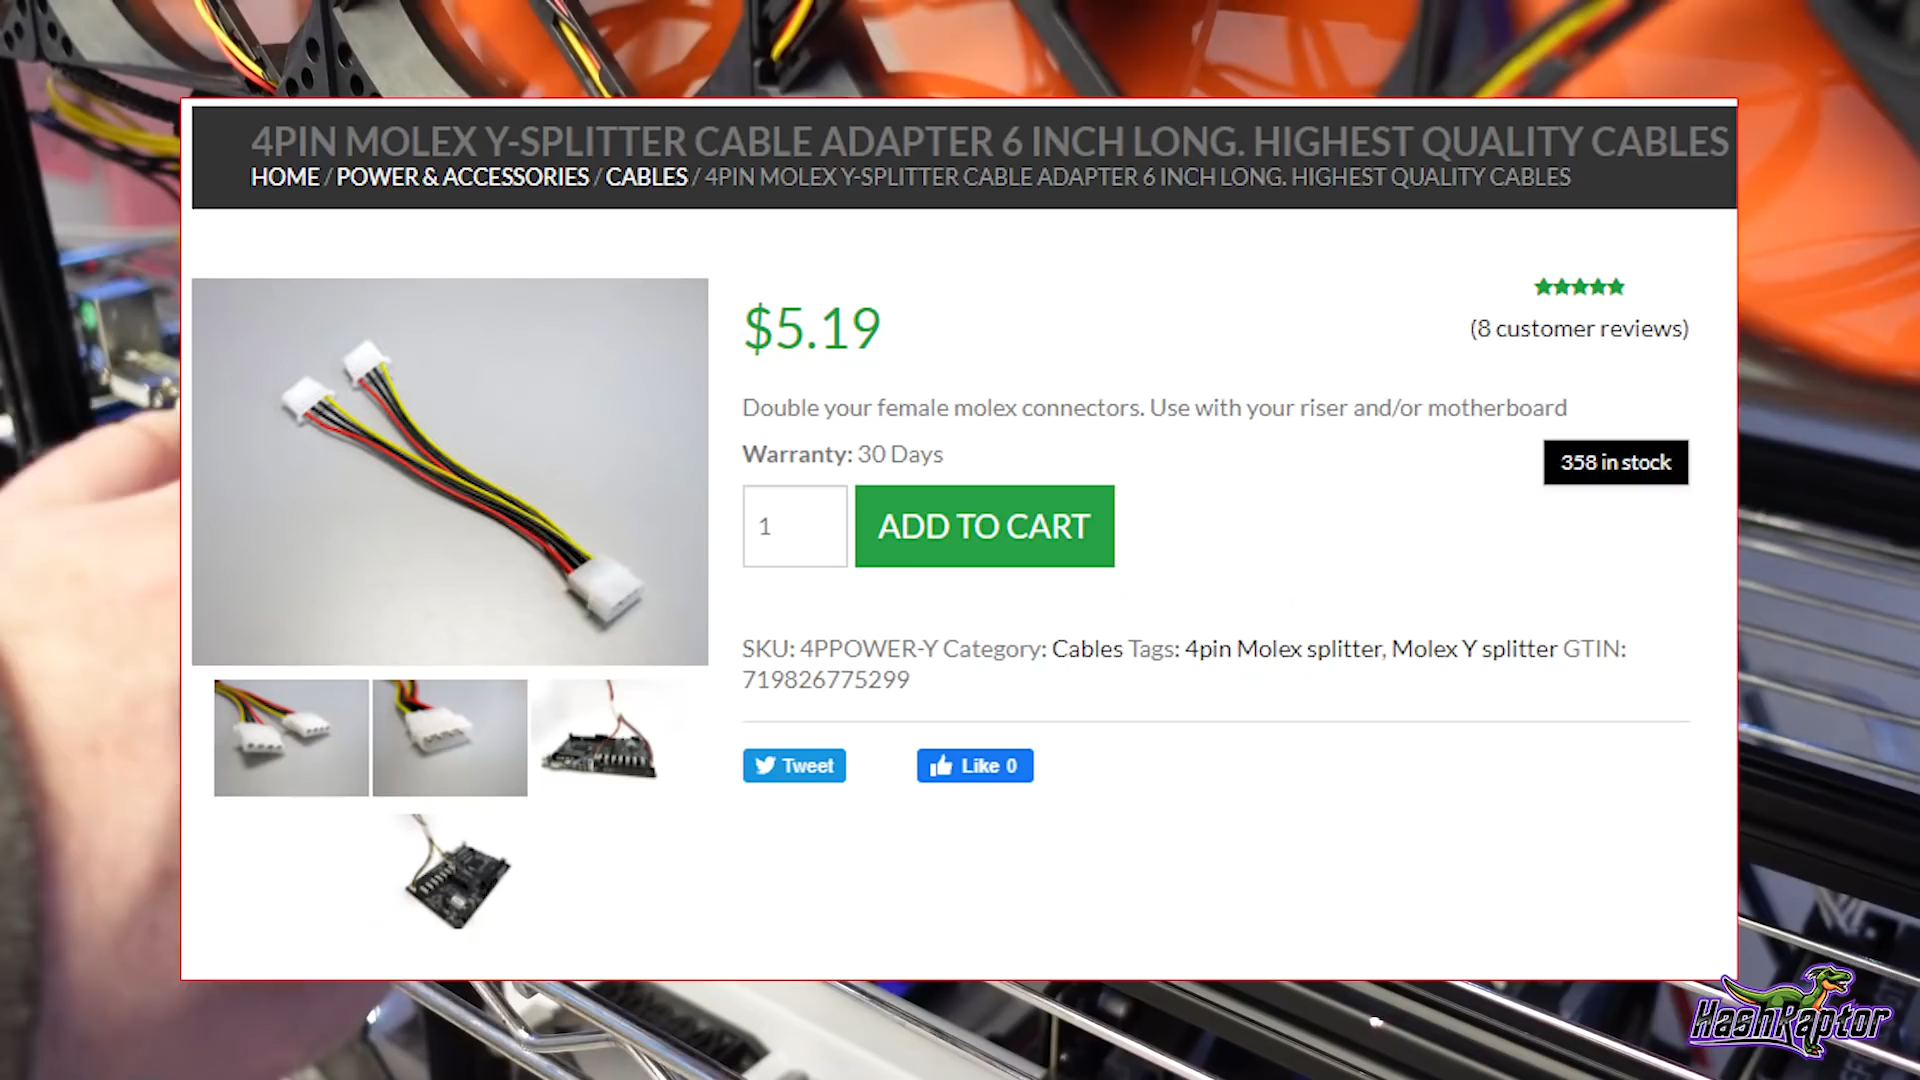 4PIN MOLEX Y-SPLITTER CABLE ADAPTER 6 INCH LONG. HIGHEST QUALITY CABLES
HOME / POWER & ACCESSORIES / CABLES / 4PIN MOLEX Y-SPLITTER CABLE ADAPTER 6 INCH LONG. HIGHEST QUALITY CABLES
$5.19
(8 customer reviews)
Double your female molex connectors. Use with your riser and/or motherboard
Warranty: 30 Days
358 in stock
1
ADD TO CART
SKU: 4PPOWER-Y Category: Cables Tags: 4pin Molex splitter, Molex Y splitter GTIN:
719826775299
Tweet
Like 0
HashRaptor